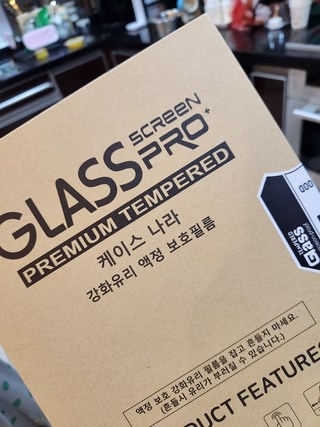 GLASS SCREEN PRO+
PREMIUM TEMPERED
케이스 나라
강화유리 액정 보호필름
액정 보호 강화유리 필름을 잡고 흔들지 마세요.
(흔들시 유리가 부러질 수 있습니다.)
DUCT FEATURES
Glass